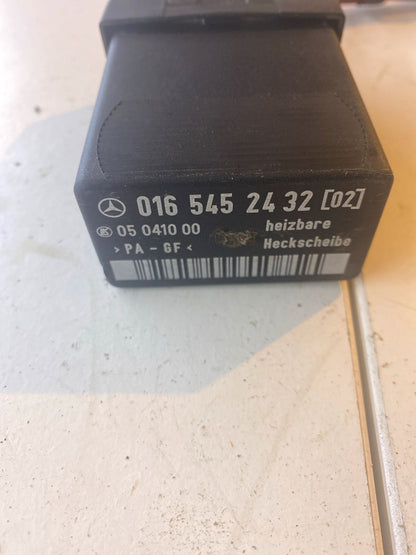 016 545 24 32 [02]
05 0410 00 heizbare
> PA - GF < Heckscheibe